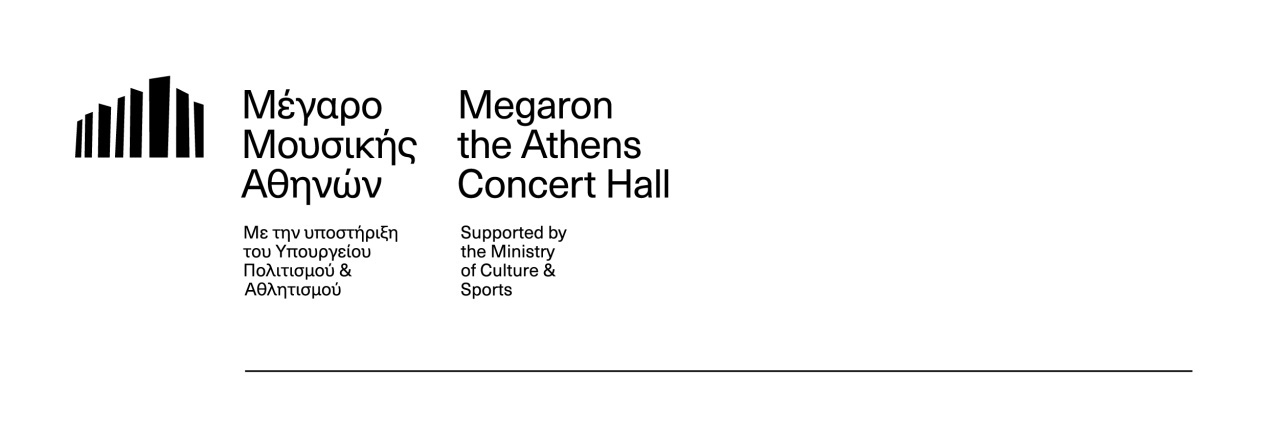 Μέγαρο
Μουσικής
Αθηνών
Megaron
the Athens
Concert Hall
Με την υποστήριξη
του Υπουργείου
Πολιτισμού &
Αθλητισμού
Supported by
the Ministry
of Culture &
Sports